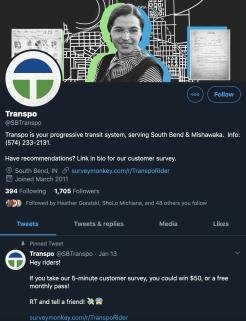 Follow
Transpo
@SBTranspo
Transpo is your progressive transit system, serving South Bend & Mishawaka. Info:
(574) 233-2131.
Have recommendations? Link in bio for our customer survey.
South Bend, IN surveymonkey.com/r/TranspoRider
Joined March 2011
394 Following 1,705 Followers
Followed by Heather Goralski, ShoLo Michiana, and 48 others you follow
Tweets Tweets & replies Media Likes
Pinned Tweet
Transpo @SBTranspo · Jan 13
Hey riders!
If you take our 5-minute customer survey, you could win $50, or a free
monthly pass!
RT and tell a friend!
surveymonkey.com/r/TranspoRider